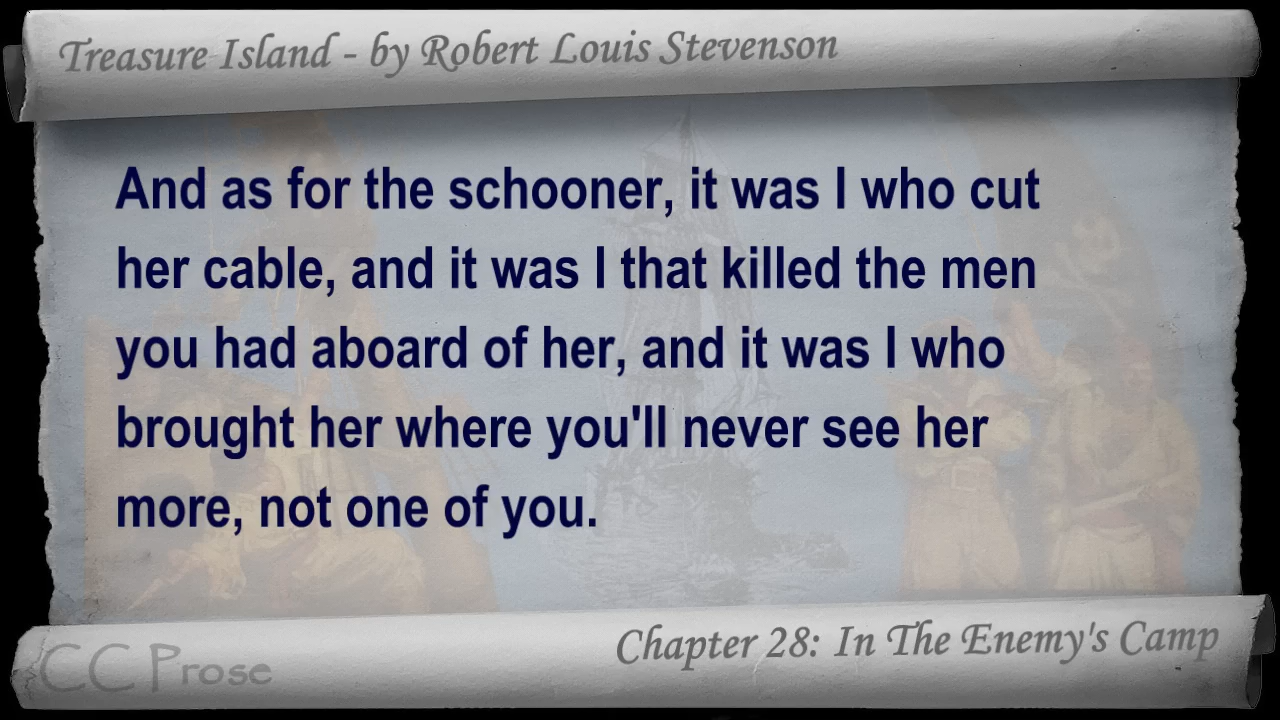 Treasure Island - by Robert Louis Stevenson
And as for the schooner, it was I who cut
her cable, and it was I that killed the men
you had aboard of her, and it was I who
brought her where you'll never see her
more, not one of you.
Chapter 28: In The Enemy's Camp
CC Prose